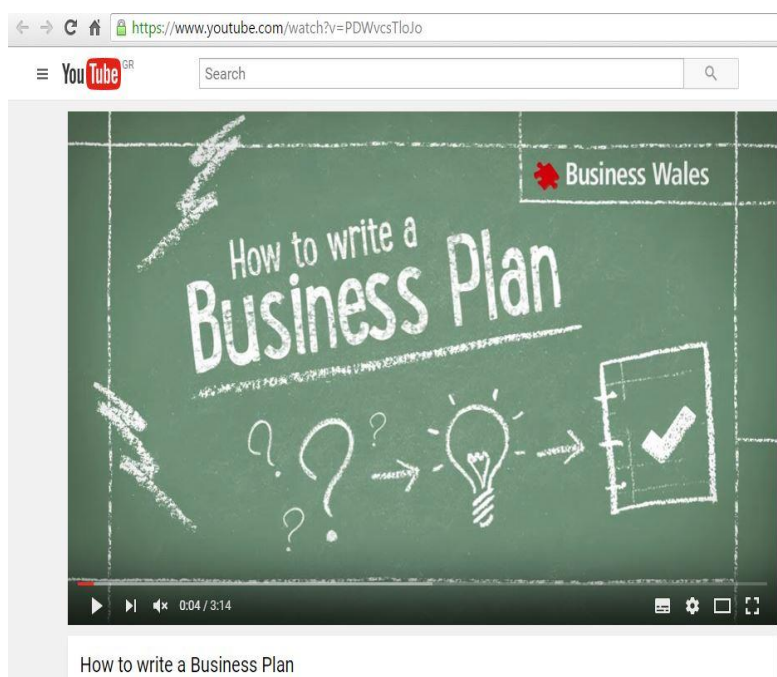 https://www.youtube.com/watch?v=PDWvcsTloJo
YouTube GR
Search
Business Wales
How to write a
Business Plan
? ? ? ?
0:04 / 3:14
How to write a Business Plan